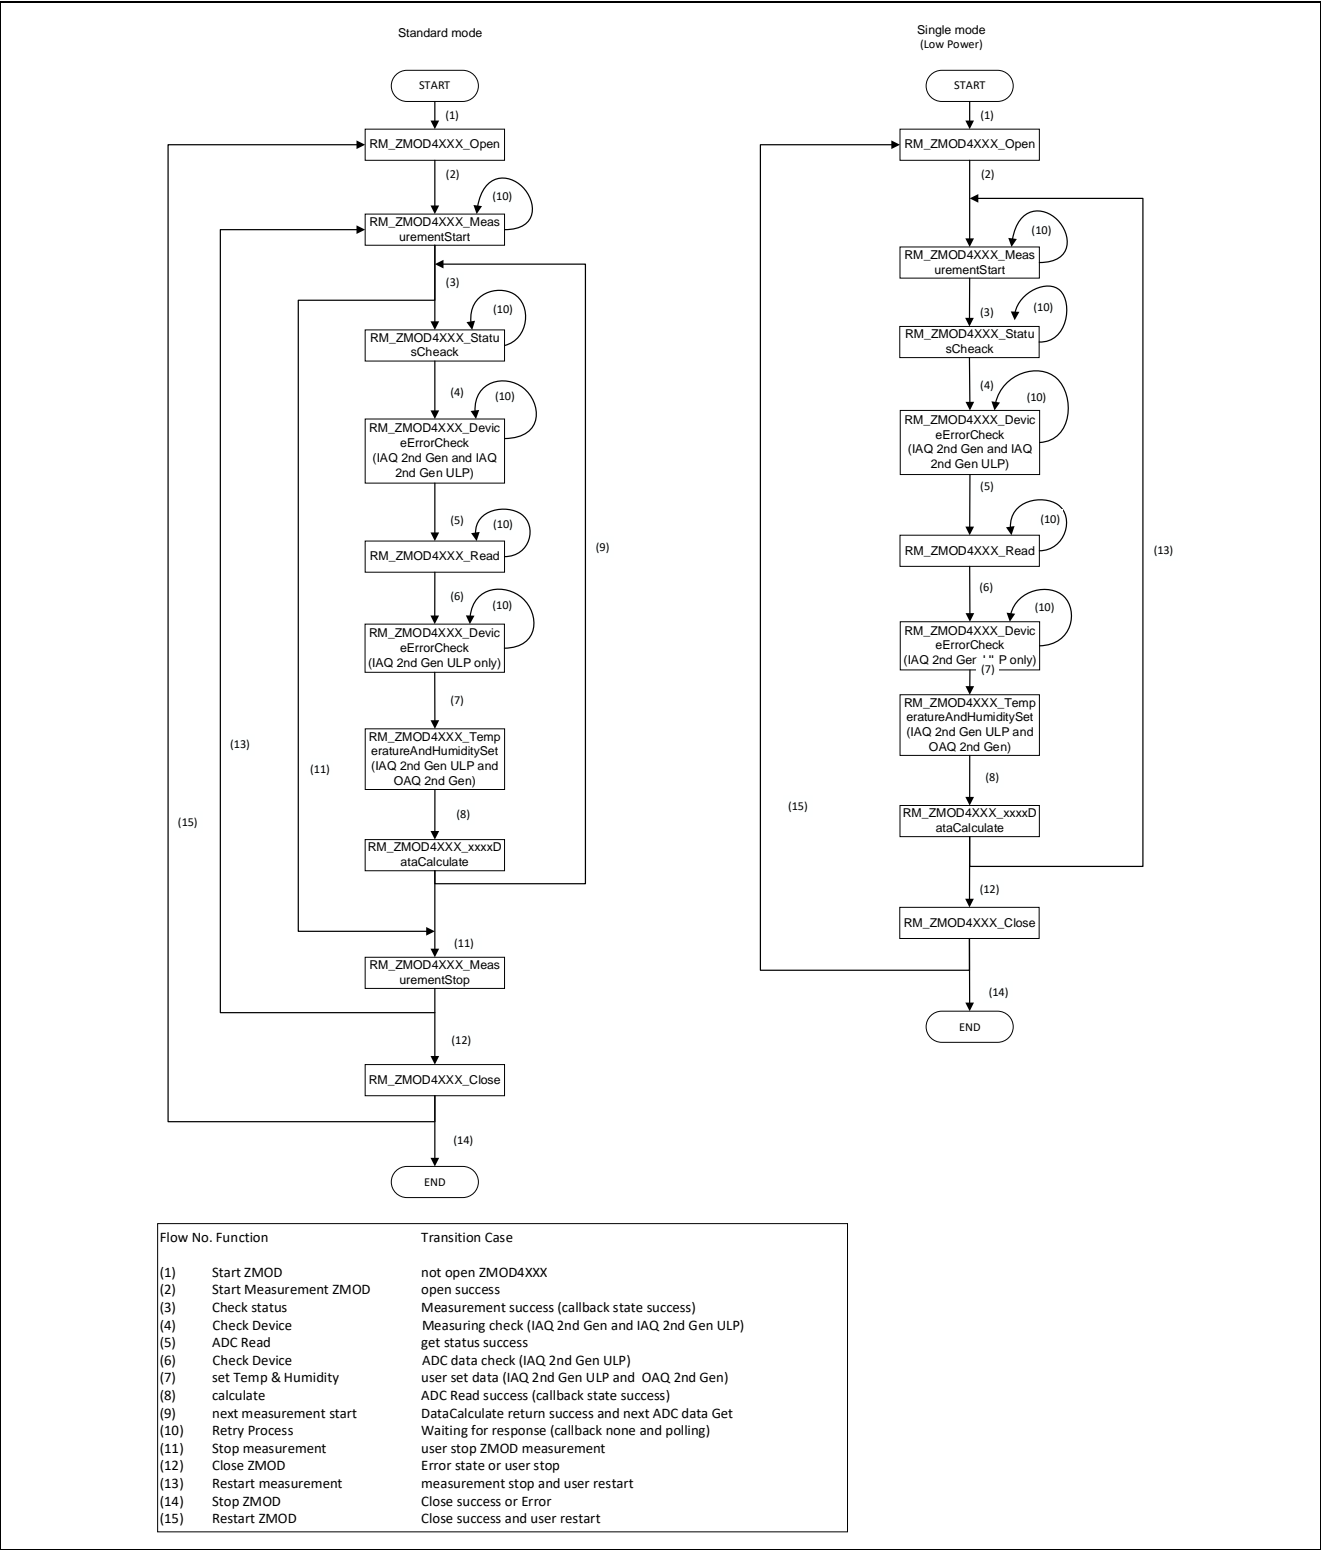 Standard mode
START
(1)
RM_ZMOD4XXX_Open
(2)
(10)
RM_ZMOD4XXX_Meas
urementStart
(3)
(10)
RM_ZMOD4XXX_Statu
sCheack
(4)
(10)
RM_ZMOD4XXX_Devic
eErrorCheck
(IAQ 2nd Gen and IAQ
2nd Gen ULP)
(5)
(10)
RM_ZMOD4XXX_Read
(9)
(6)
(10)
RM_ZMOD4XXX_Devic
eErrorCheck
(IAQ 2nd Gen ULP only)
(7)
RM_ZMOD4XXX_Temp
eratureAndHumiditySet
(IAQ 2nd Gen ULP and
OAQ 2nd Gen)
(13)
(11)
(8)
(15)
RM_ZMOD4XXX_xxxxD
ataCalculate
(11)
RM_ZMOD4XXX_Meas
urementStop
(12)
RM_ZMOD4XXX_Close
(14)
END
Single mode
(Low Power)
START
(1)
RM_ZMOD4XXX_Open
(2)
(10)
RM_ZMOD4XXX_Meas
urementStart
(3)
(10)
RM_ZMOD4XXX_Statu
sCheack
(4)
(10)
RM_ZMOD4XXX_Devic
eErrorCheck
(IAQ 2nd Gen and IAQ
2nd Gen ULP)
(5)
(10)
RM_ZMOD4XXX_Read
(13)
(6)
(10)
RM_ZMOD4XXX_Devic
eErrorCheck
(IAQ 2nd Gen ULP only)
(7)
RM_ZMOD4XXX_Temp
eratureAndHumiditySet
(IAQ 2nd Gen ULP and
OAQ 2nd Gen)
(8)
(15)
RM_ZMOD4XXX_xxxxD
ataCalculate
(12)
RM_ZMOD4XXX_Close
(14)
END
Flow No. Function Transition Case
(1) Start ZMOD not open ZMOD4XXX
(2) Start Measurement ZMOD open success
(3) Check status Measurement success (callback state success)
(4) Check Device Measuring check (IAQ 2nd Gen and IAQ 2nd Gen ULP)
(5) ADC Read get status success
(6) Check Device ADC data check (IAQ 2nd Gen ULP)
(7) set Temp & Humidity user set data (IAQ 2nd Gen ULP and OAQ 2nd Gen)
(8) calculate ADC Read success (callback state success)
(9) next measurement start DataCalculate return success and next ADC data Get
(10) Retry Process Waiting for response (callback none and polling)
(11) Stop measurement user stop ZMOD measurement
(12) Close ZMOD Error state or user stop
(13) Restart measurement measurement stop and user restart
(14) Stop ZMOD Close success or Error
(15) Restart ZMOD Close success and user restart